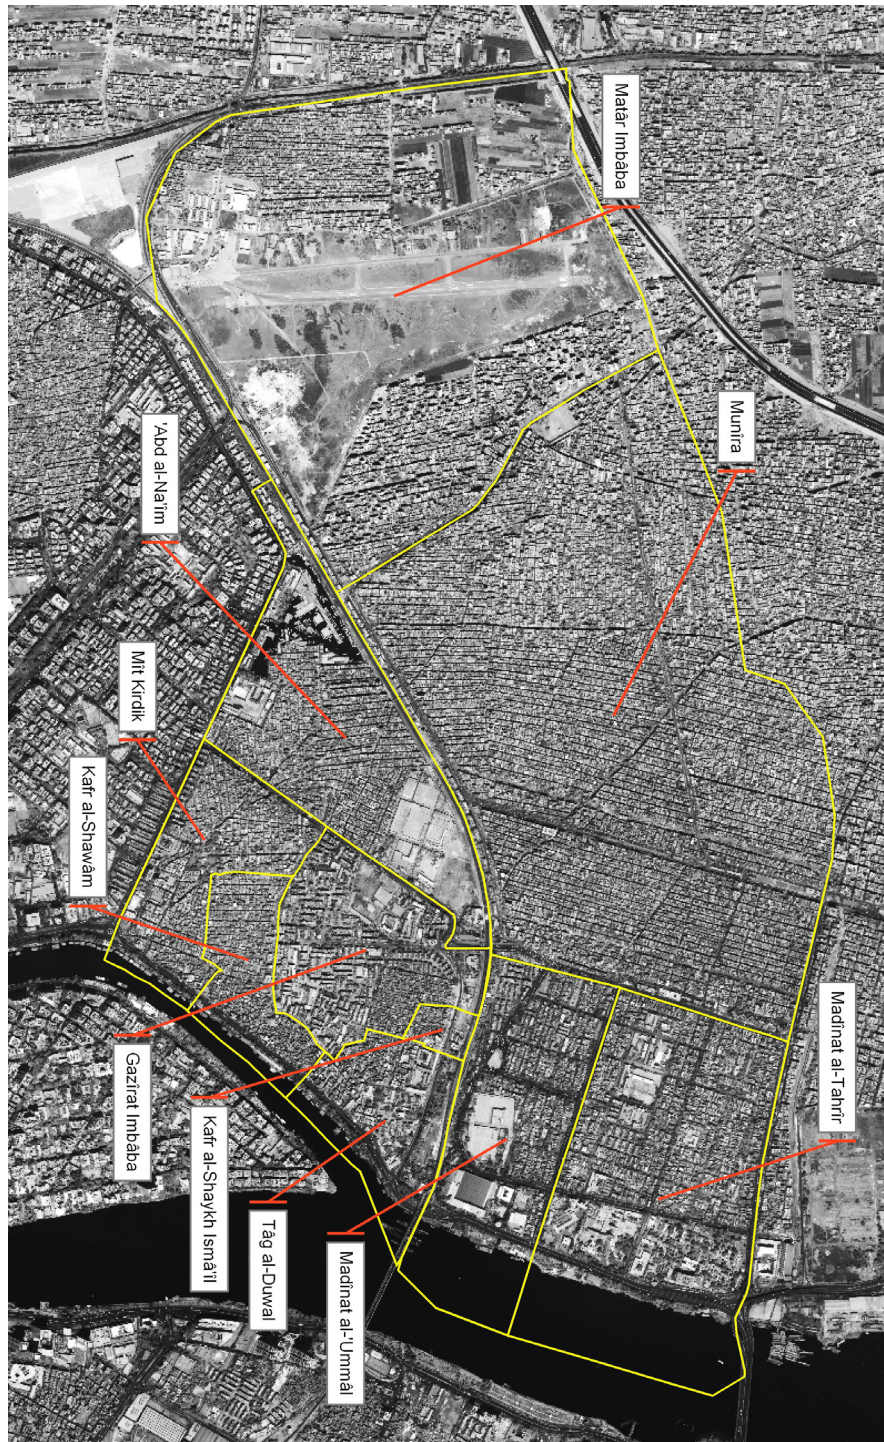 Madînat al-Tahrîr
Munîra
Matâr Imbâba
Madînat al-'Ummâl
Tâg al-Duwal
Kafr al-Shaykh Ismâ'îl
'Abd al-Na'îm
Mît Kirdik
Gazîrat Imbâba
Kafr al-Shawâm